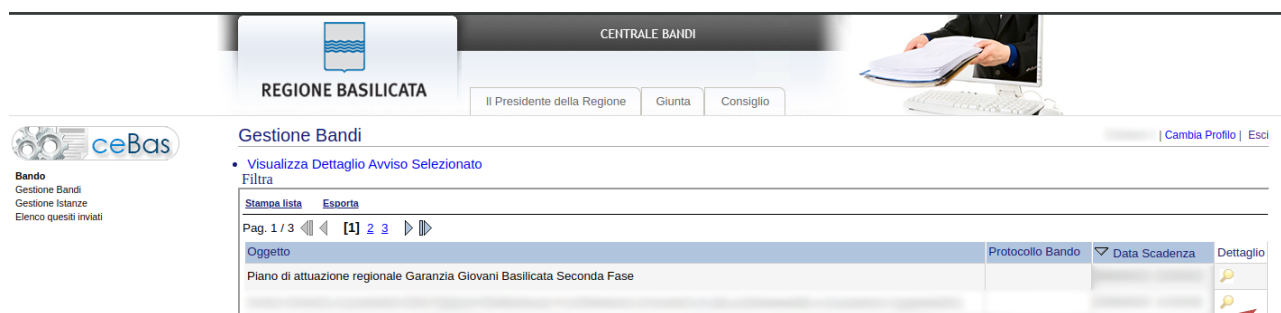 CENTRALE BANDI
REGIONE BASILICATA
Il Presidente della Regione Giunta Consiglio
ceBas
Gestione Bandi
| Cambia Profilo | Esci
Visualizza Dettaglio Avviso Selezionato
Filtra
Bando
Gestione Bandi
Gestione Istanze
Elenco quesiti inviati
Stampa lista Esporta
Pag. 1 / 3 [1] 2 3
Oggetto Protocollo Bando Data Scadenza Dettaglio
Piano di attuazione regionale Garanzia Giovani Basilicata Seconda Fase